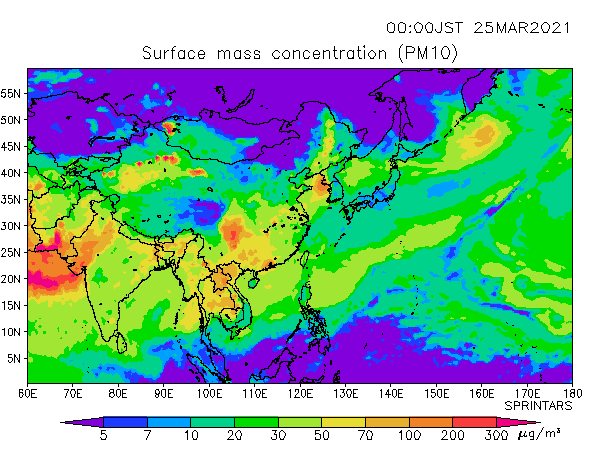 00:00JST 25MAR2021
Surface mass concentration (PM10)
55N
50N
45N
40N
35N
30N
25N
20N
15N
10N
5N
60E 70E 80E 90E 100E 110E 120E 130E 140E 150E 160E 170E 180
SPRINTARS
5 7 10 20 30 50 70 100 200 300 μg/m³